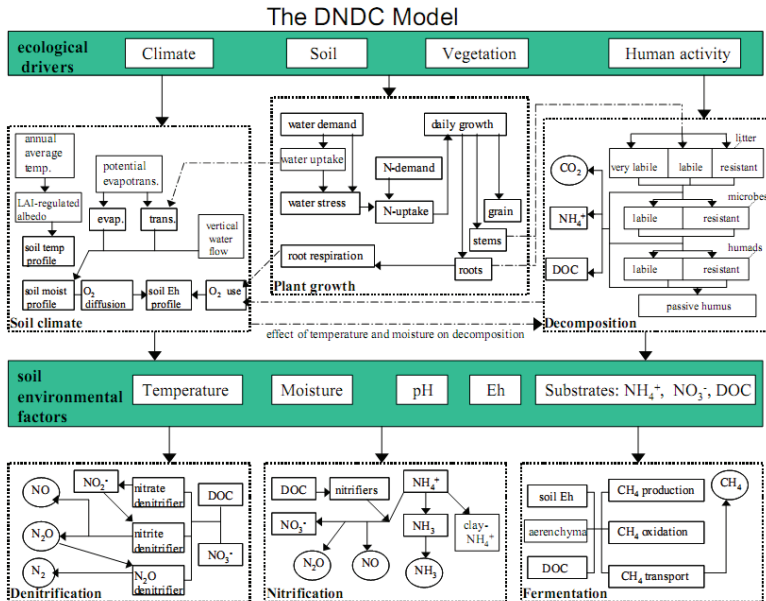 The DNDC Model
ecological
drivers
Climate
Soil
Vegetation
Human activity
annual
average
temp.
potential
evapotrans.
LAI-regulated
albedo
evap.
trans.
vertical
water
flow
soil temp
profile
soil moist
profile
O₂
diffusion
soil Eh
profile
O₂ use
Soil climate
water demand
daily growth
water uptake
N-demand
water stress
N-uptake
grain
stems
root respiration
roots
Plant growth
litter
CO₂
very labile
labile
resistant
microbes
NH₄⁺
labile
resistant
humads
DOC
labile
resistant
passive humus
Decomposition
effect of temperature and moisture on decomposition
soil
environmental
factors
Temperature
Moisture
pH
Eh
Substrates: NH₄⁺, NO₃⁻, DOC
NO
NO₂⁻
nitrate
denitrifier
DOC
N₂O
nitrite
denitrifier
NO₃⁻
N₂
N₂O
denitrifier
Denitrification
DOC
nitrifiers
NH₄⁺
NO₃⁻
NH₃
clay-
NH₄⁺
N₂O
NO
NH₃
Nitrification
soil Eh
CH₄ production
CH₄
aerenchyma
CH₄ oxidation
DOC
CH₄ transport
Fermentation